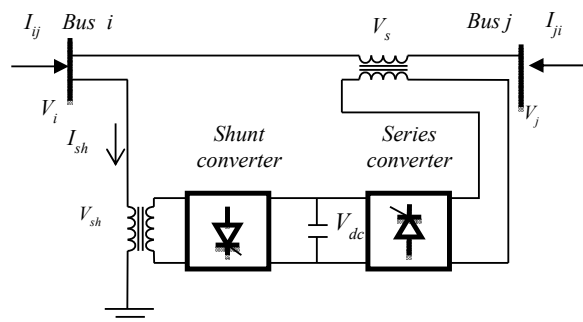 I_ij Bus i V_s Bus j I_ji
V_i V_j
I_sh
Shunt converter
Series converter
V_sh
V_dc